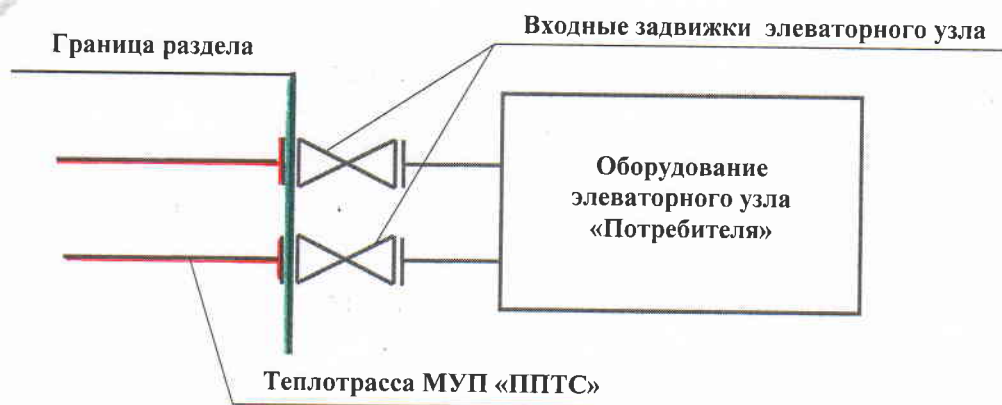 Входные задвижки элеваторного узла
Граница раздела
Оборудование
элеваторного узла
«Потребителя»
Теплотрасса МУП «ППТС»